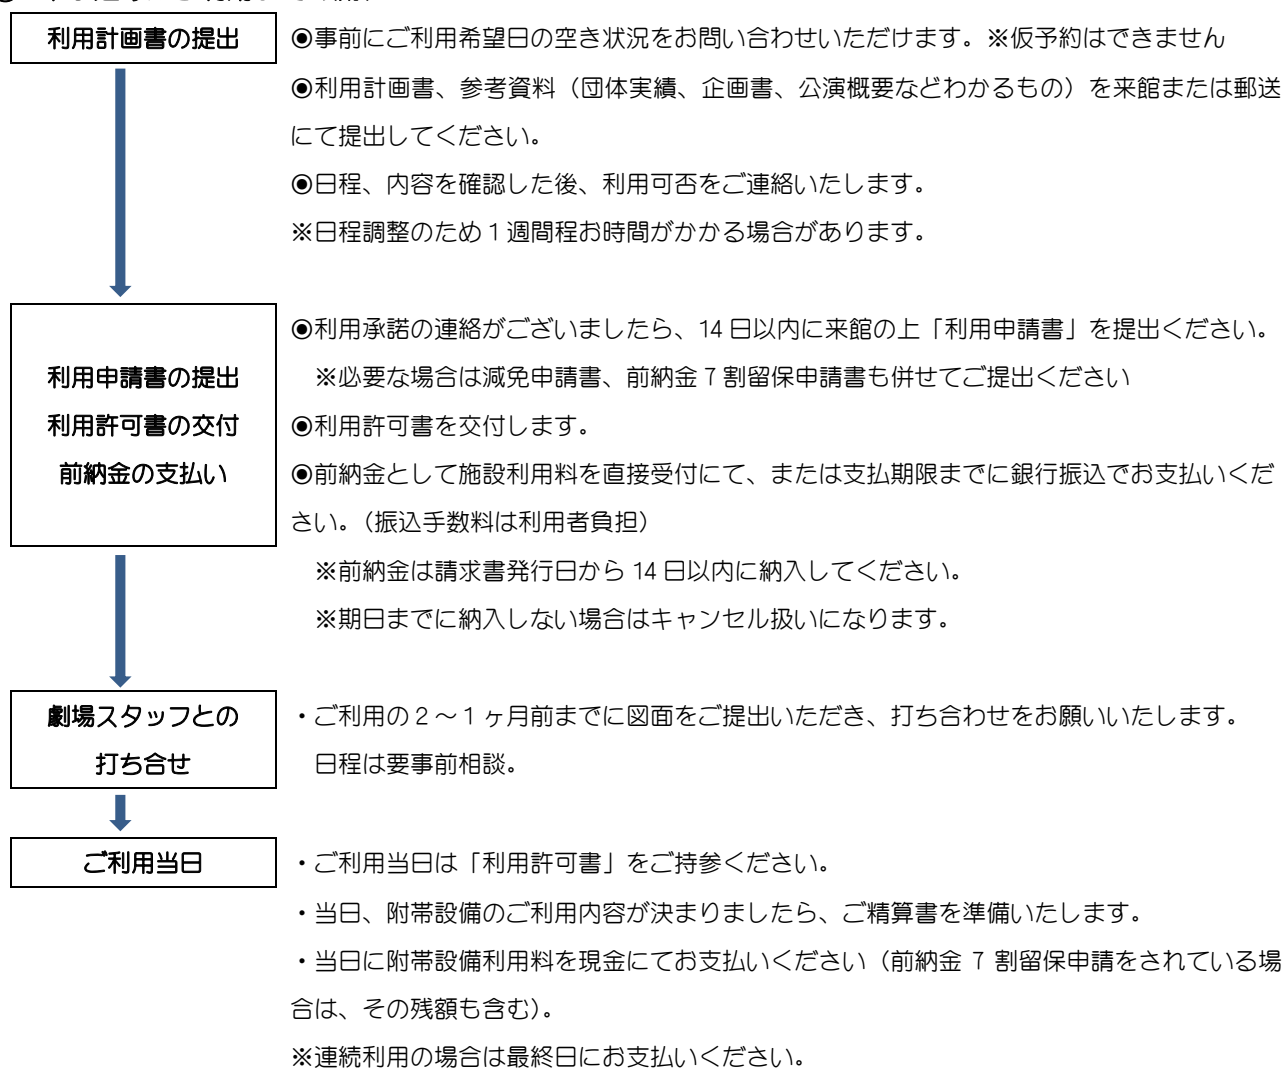 利用計画書の提出
◉事前にご利用希望日の空き状況をお問い合わせいただけます。※仮予約はできません
◉利用計画書、参考資料（団体実績、企画書、公演概要などわかるもの）を来館または郵送
にて提出してください。
◉日程、内容を確認した後、利用可否をご連絡いたします。
※日程調整のため１週間程お時間がかかる場合があります。
利用申請書の提出
利用許可書の交付
前納金の支払い
◉利用承諾の連絡がございましたら、14 日以内に来館の上「利用申請書」を提出ください。
※必要な場合は減免申請書、前納金７割留保申請書も併せてご提出ください
◉利用許可書を交付します。
◉前納金として施設利用料を直接受付にて、または支払期限までに銀行振込でお支払いくだ
さい。（振込手数料は利用者負担）
※前納金は請求書発行日から 14 日以内に納入してください。
※期日までに納入しない場合はキャンセル扱いになります。
劇場スタッフとの
打ち合せ
・ご利用の２～１ヶ月前までに図面をご提出いただき、打ち合わせをお願いいたします。
日程は要事前相談。
ご利用当日
・ご利用当日は「利用許可書」をご持参ください。
・当日、附帯設備のご利用内容が決まりましたら、ご精算書を準備いたします。
・当日に附帯設備利用料を現金にてお支払いください（前納金 7 割留保申請をされている場
合は、その残額も含む）。
※連続利用の場合は最終日にお支払いください。